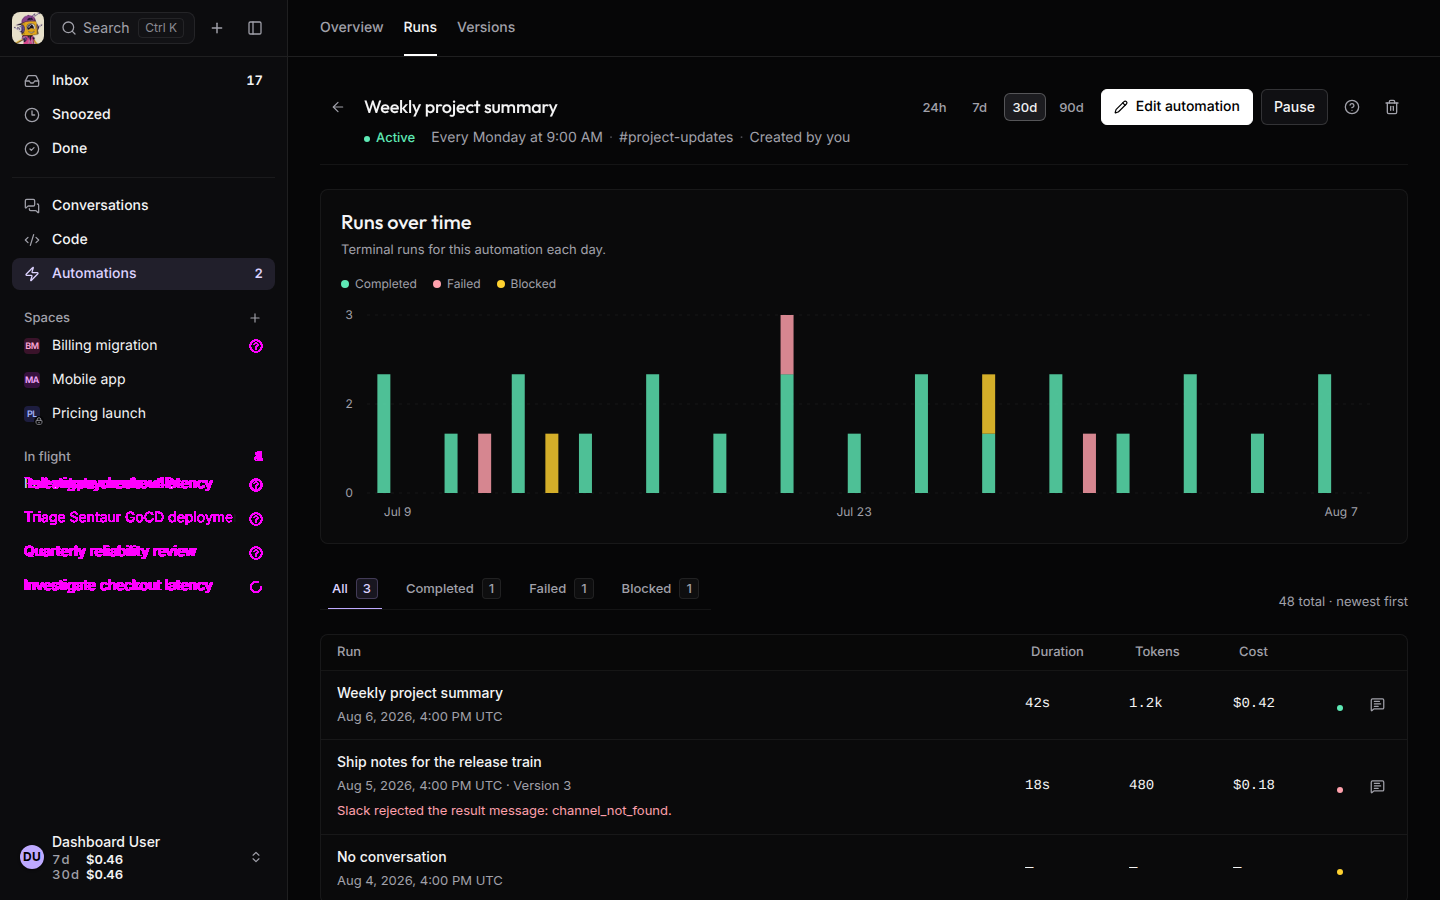 Search Ctrl K
Overview Runs Versions
Inbox 17
Snoozed
Done
Conversations
Code
Automations 2
Spaces
BM Billing migration
MA Mobile app
PL Pricing launch
In flight
Triage Sentaur GoCD deployme
Quarterly reliability review
Investigate checkout latency
DU Dashboard User
7d $0.46
30d $0.46
Weekly project summary
24h 7d 30d 90d Edit automation Pause
Active Every Monday at 9:00 AM · #project-updates · Created by you
Runs over time
Terminal runs for this automation each day.
Completed Failed Blocked
3
2
0
Jul 9 Jul 23 Aug 7
All 3 Completed 1 Failed 1 Blocked 1
48 total · newest first
Run Duration Tokens Cost
Weekly project summary
Aug 6, 2026, 4:00 PM UTC
42s 1.2k $0.42
Ship notes for the release train
Aug 5, 2026, 4:00 PM UTC · Version 3
18s 480 $0.18
Slack rejected the result message: channel_not_found.
No conversation
Aug 4, 2026, 4:00 PM UTC
— — —